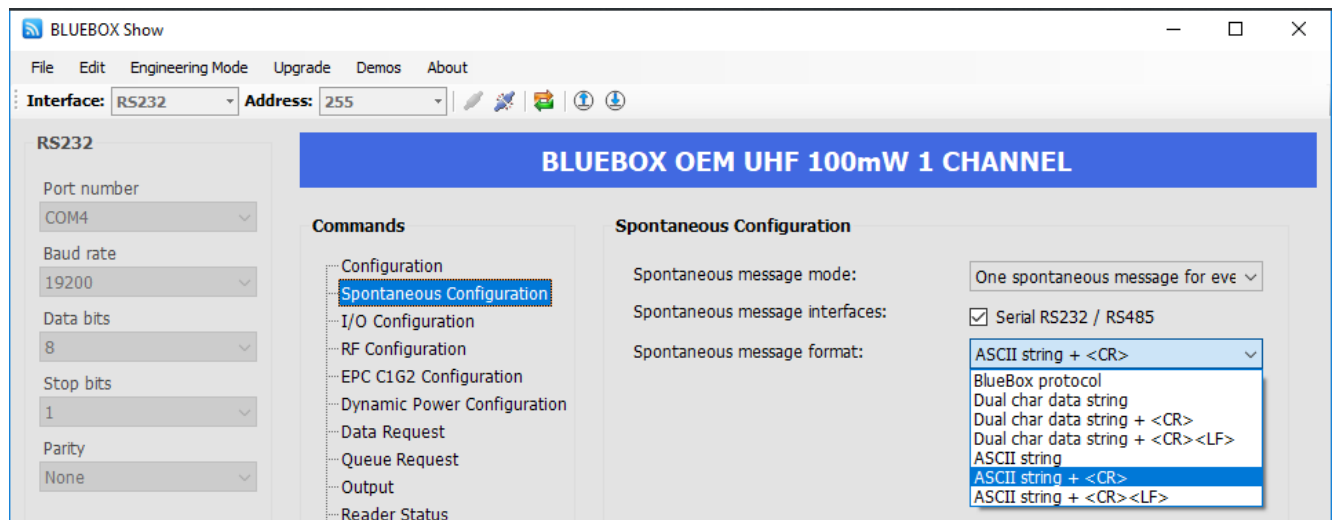 BLUEBOX Show
File Edit Engineering Mode Upgrade Demos About
Interface: RS232 Address: 255
RS232
BLUEBOX OEM UHF 100mW 1 CHANNEL
Port number
COM4
Baud rate
19200
Data bits
8
Stop bits
1
Parity
None
Commands
Configuration
Spontaneous Configuration
I/O Configuration
RF Configuration
EPC C1G2 Configuration
Dynamic Power Configuration
Data Request
Queue Request
Output
Reader Status
Spontaneous Configuration
Spontaneous message mode: One spontaneous message for eve
Spontaneous message interfaces: Serial RS232 / RS485
Spontaneous message format: ASCII string + <CR>
BlueBox protocol
Dual char data string
Dual char data string + <CR>
Dual char data string + <CR><LF>
ASCII string
ASCII string + <CR>
ASCII string + <CR><LF>